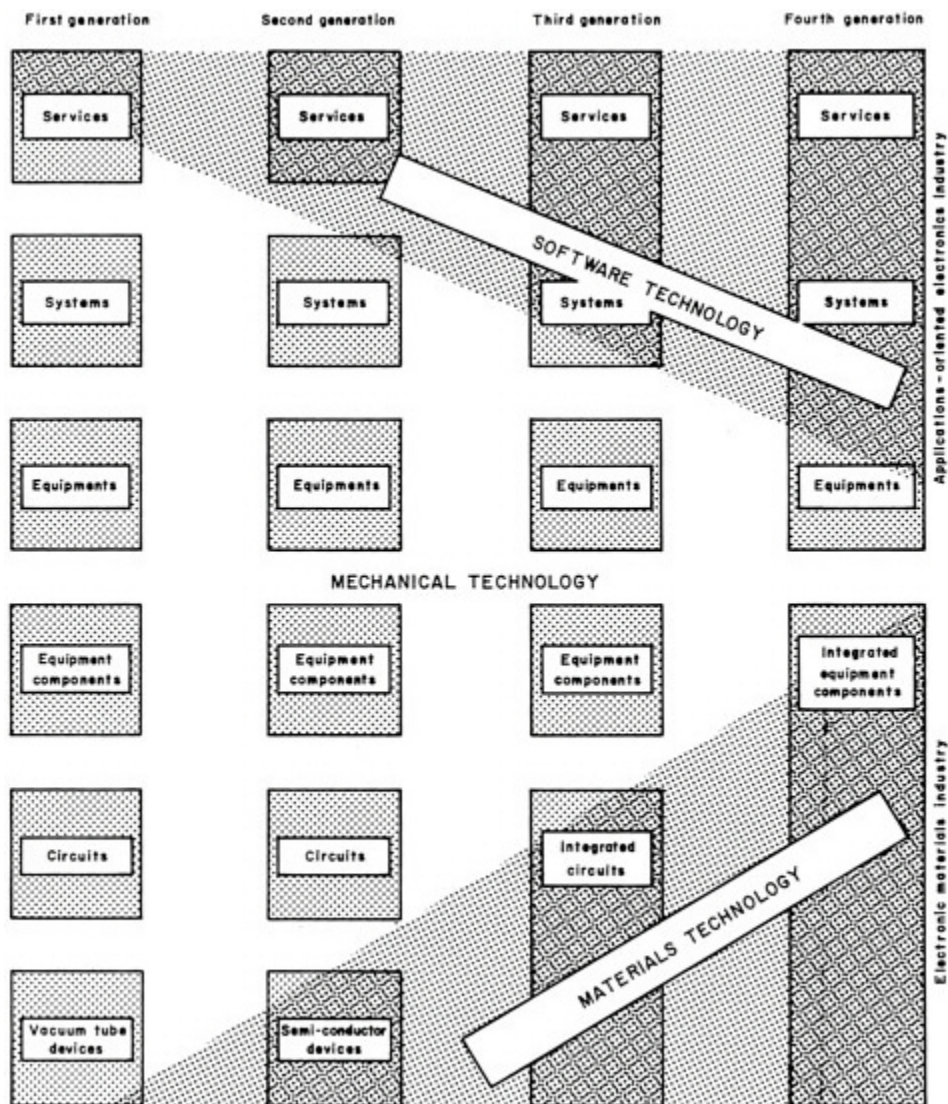 First generation
Second generation
Third generation
Fourth generation
Services
Services
Services
Services
SOFTWARE TECHNOLOGY
Systems
Systems
Systems
Systems
Equipments
Equipments
Equipments
Equipments
Applications-oriented electronics industry
MECHANICAL TECHNOLOGY
Equipment
components
Equipment
components
Equipment
components
Integrated
equipment
components
Circuits
Circuits
Integrated
circuits
MATERIALS TECHNOLOGY
Vacuum tube
devices
Semi-conductor
devices
Electronic materials industry